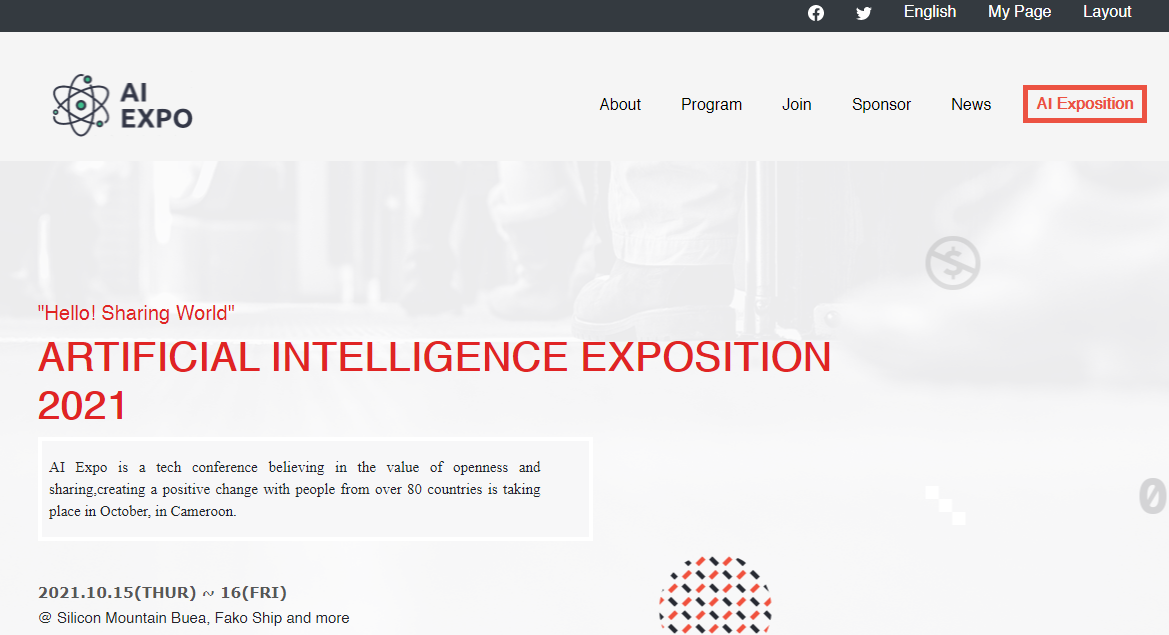 English My Page Layout
AI
EXPO
About Program Join Sponsor News AI Exposition
"Hello! Sharing World"
ARTIFICIAL INTELLIGENCE EXPOSITION
2021
AI Expo is a tech conference believing in the value of openness and
sharing,creating a positive change with people from over 80 countries is taking
place in October, in Cameroon.
2021.10.15(THUR) ~ 16(FRI)
@ Silicon Mountain Buea, Fako Ship and more